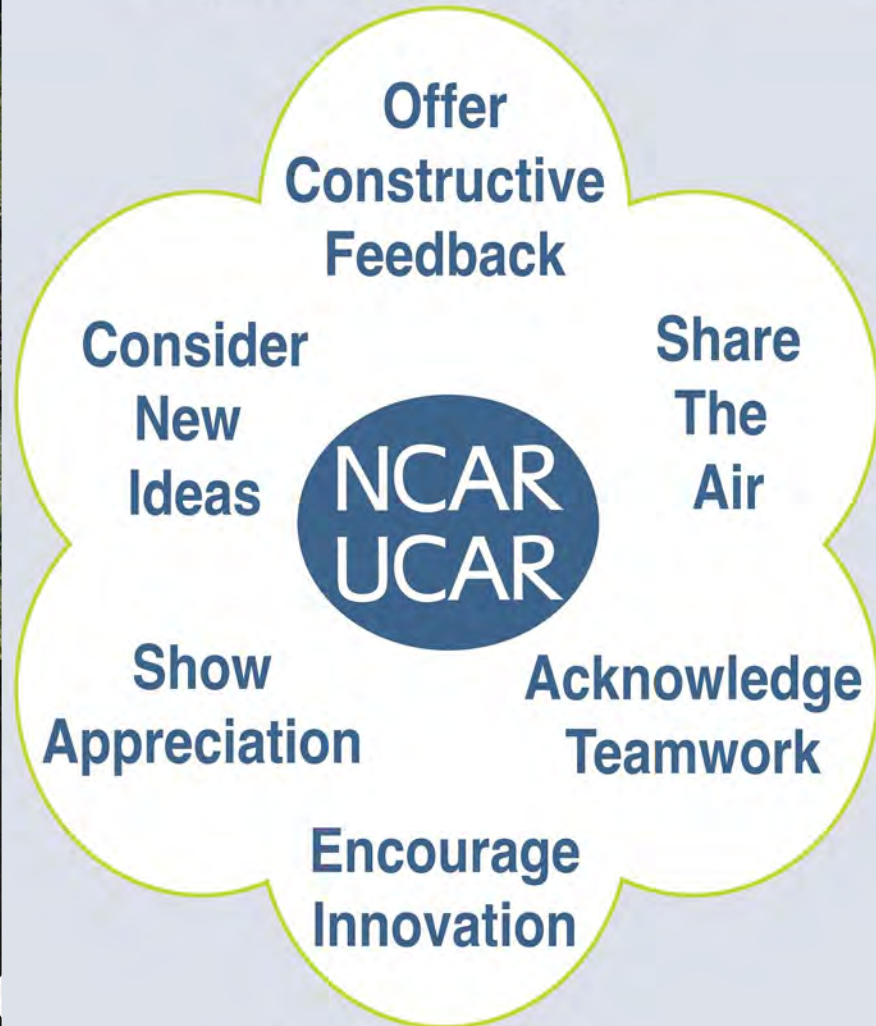 Offer
Constructive
Feedback
Consider
New
Ideas
Share
The
Air
NCAR
UCAR
Show
Appreciation
Acknowledge
Teamwork
Encourage
Innovation